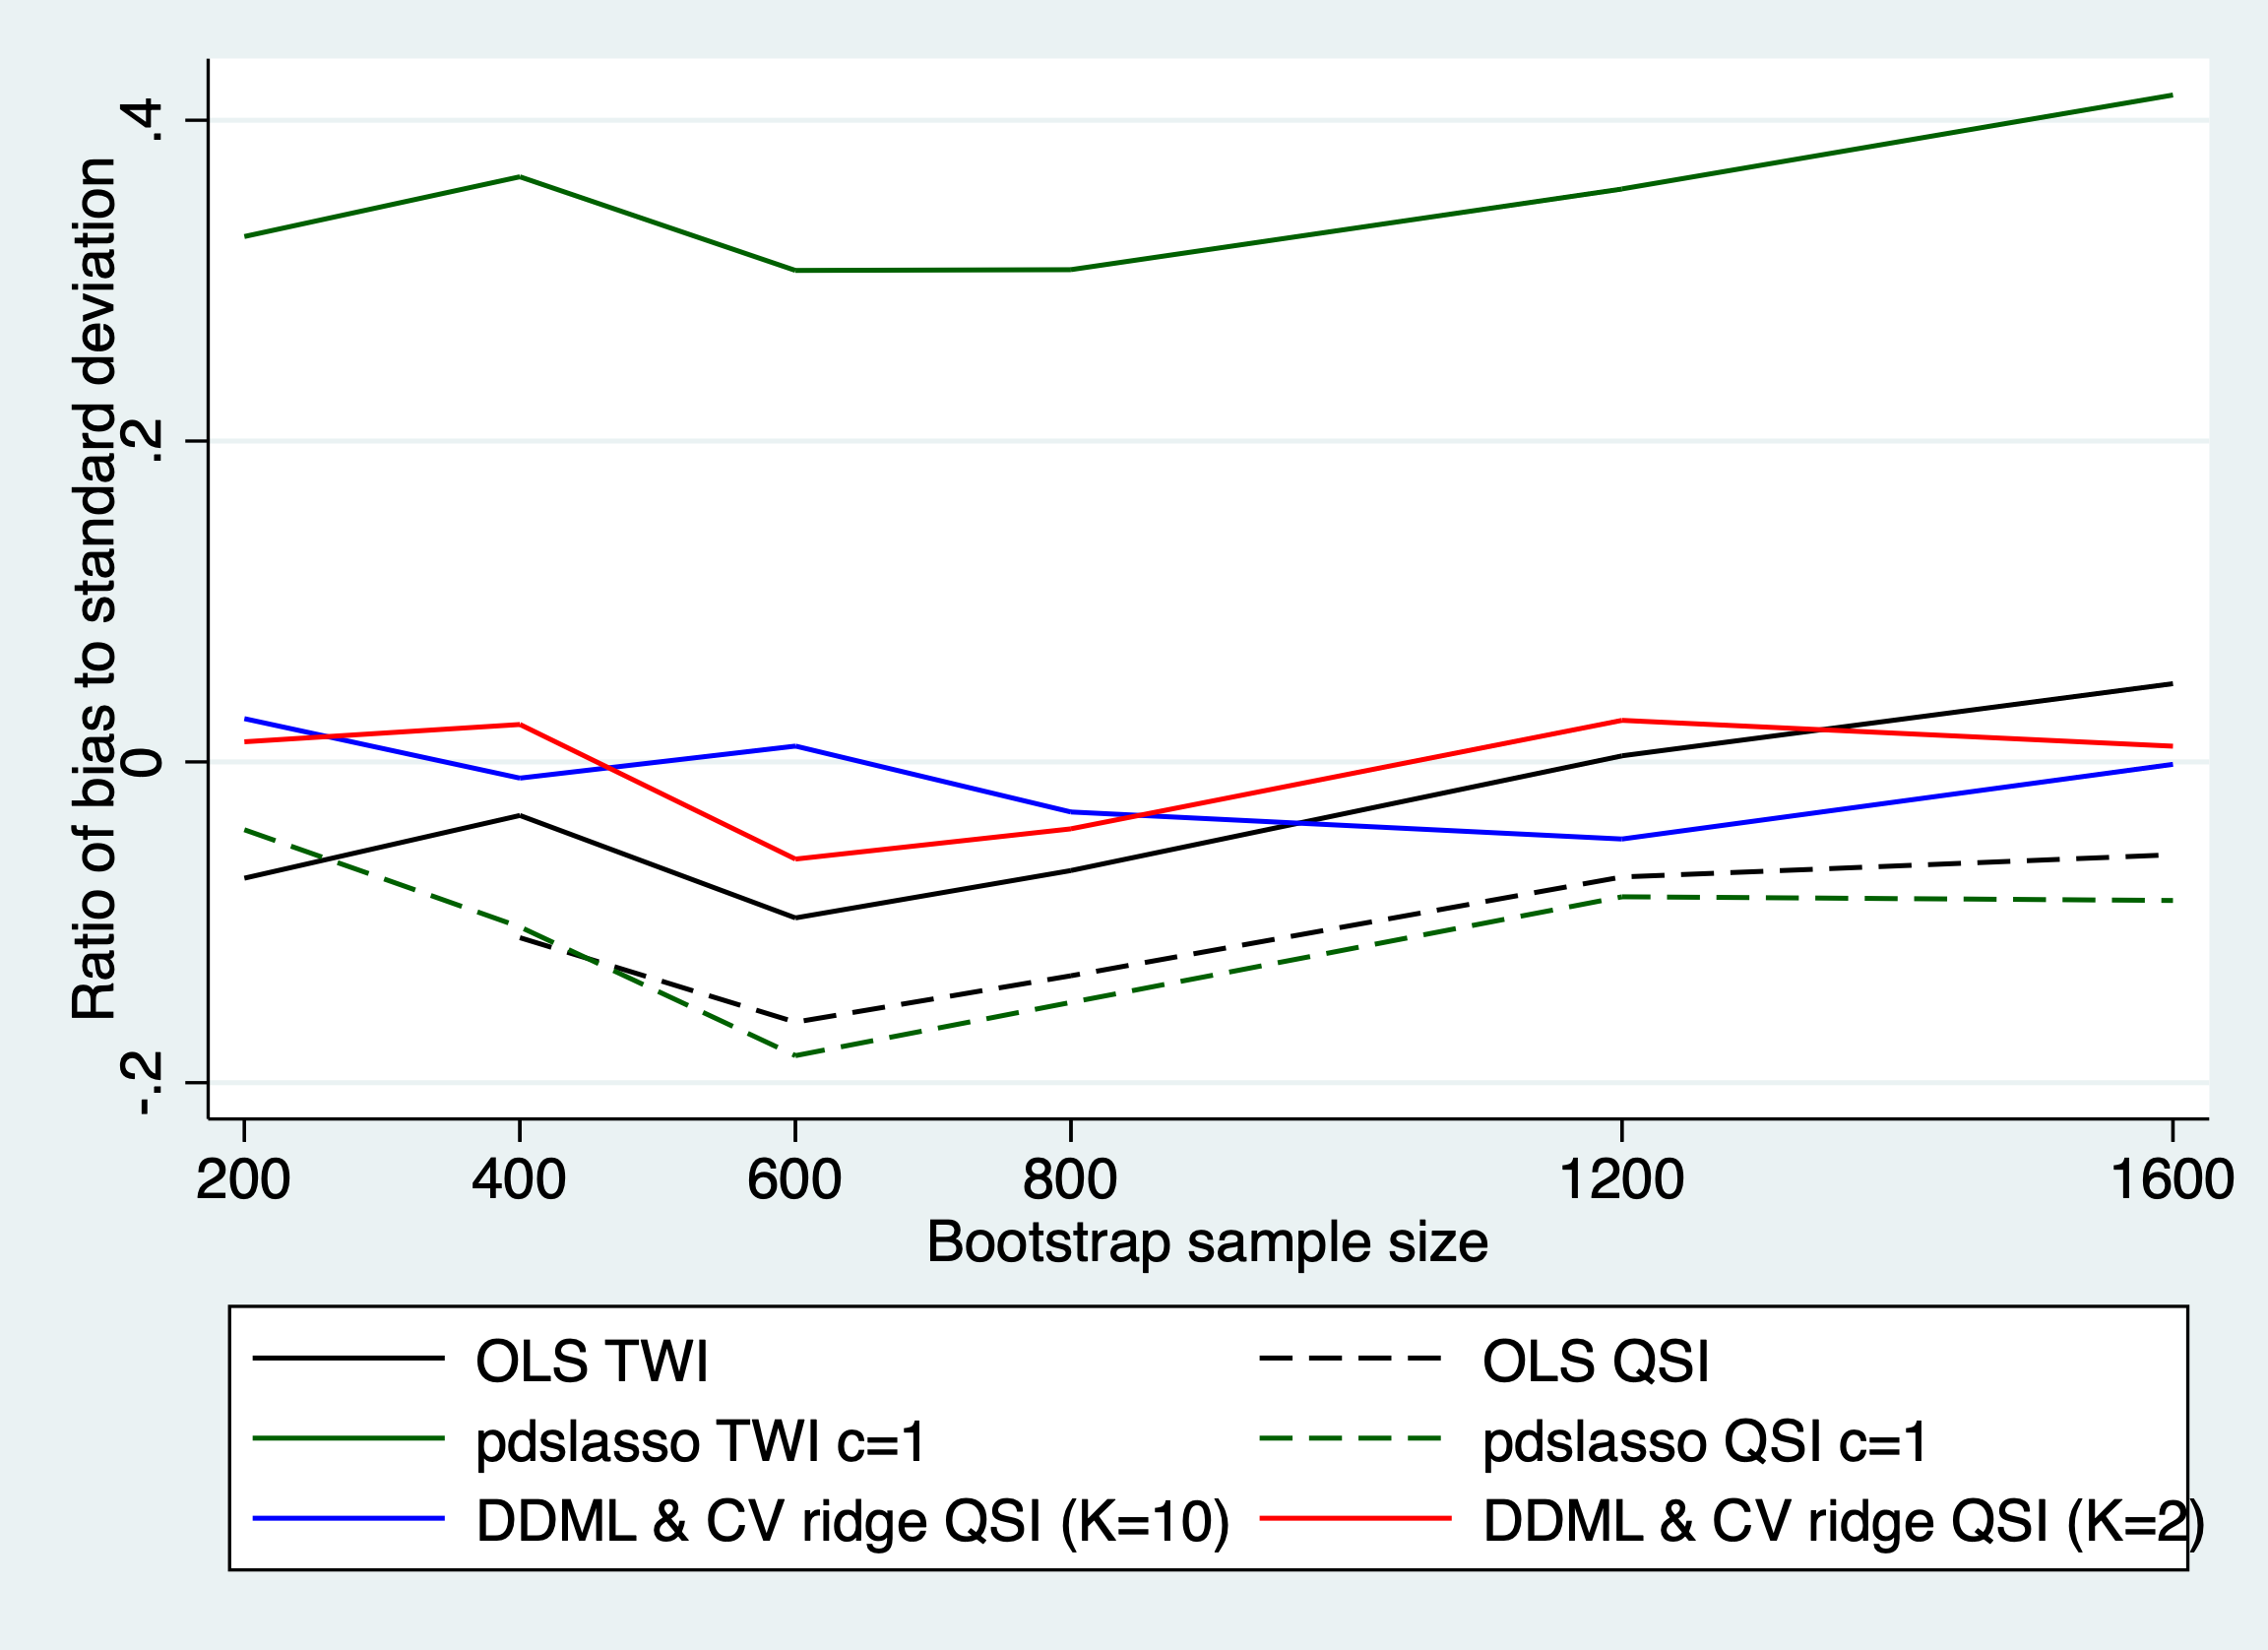 Ratio of bias to standard deviation
.4
.2
0
-.2
200 400 600 800 1200 1600
Bootstrap sample size
OLS TWI OLS QSI
pdslasso TWI c=1 pdslasso QSI c=1
DDML & CV ridge QSI (K=10) DDML & CV ridge QSI (K=2)